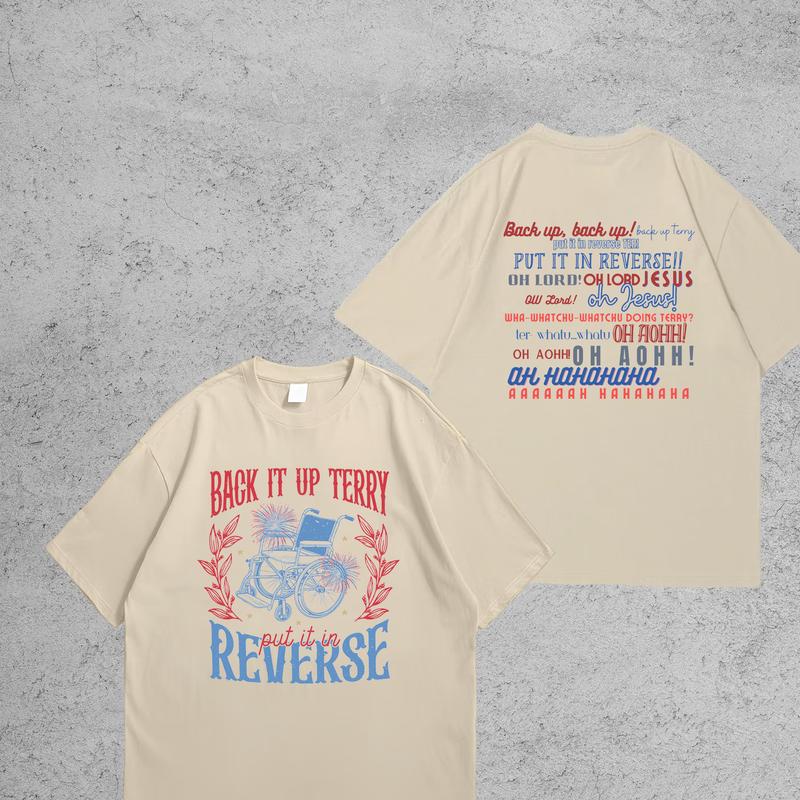 BACK IT UP TERRY
put it in
REVERSE
Back up, back up! back up terry
put it in reverse TER!
PUT IT IN REVERSE!!
OH LORD! OH LORD JESUS
OW Lord! oh Jesus!
WHA-WHATCHU-WHATCHU DOING TERRY?
ter whatu_whatu OH AOHH!
OH AOHH! OH AOHH!
AH HAHAHAHA
AAAAAAH HAHAHAHA